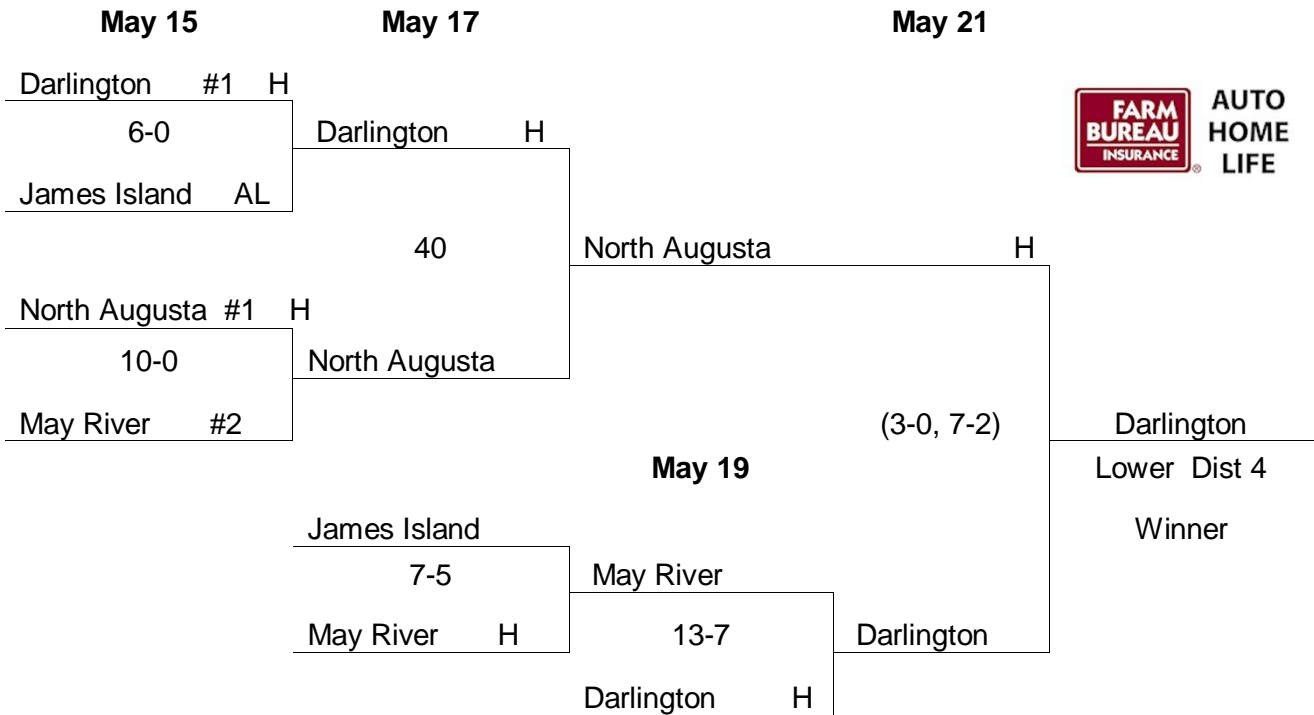 May 15 May 17 May 21
Darlington #1 H
FARM
BUREAU
INSURANCE
®
AUTO
HOME
LIFE
6-0 Darlington H
James Island AL
40 North Augusta H
North Augusta #1 H
10-0 North Augusta
May River #2 (3-0, 7-2) Darlington
May 19 Lower Dist 4
James Island Winner
7-5 May River
May River H 13-7 Darlington
Darlington H